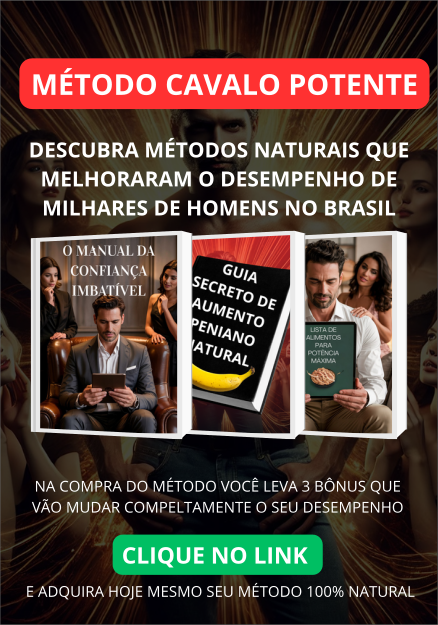 MÉTODO CAVALO POTENTE
DESCUBRA MÉTODOS NATURAIS QUE
MELHORARAM O DESEMPENHO DE
MILHARES DE HOMENS NO BRASIL
O MANUAL DA
CONFIANÇA
IMBATÍVEL
GUIA
SECRETO DE
AUMENTO
PENIANO
NATURAL
LISTA DE
ALIMENTOS
PARA
POTÊNCIA
MÁXIMA
NA COMPRA DO MÉTODO VOCÊ LEVA 3 BÔNUS QUE
VÃO MUDAR COMPELTAMENTE O SEU DESEMPENHO
CLIQUE NO LINK
E ADQUIRA HOJE MESMO SEU MÉTODO 100% NATURAL